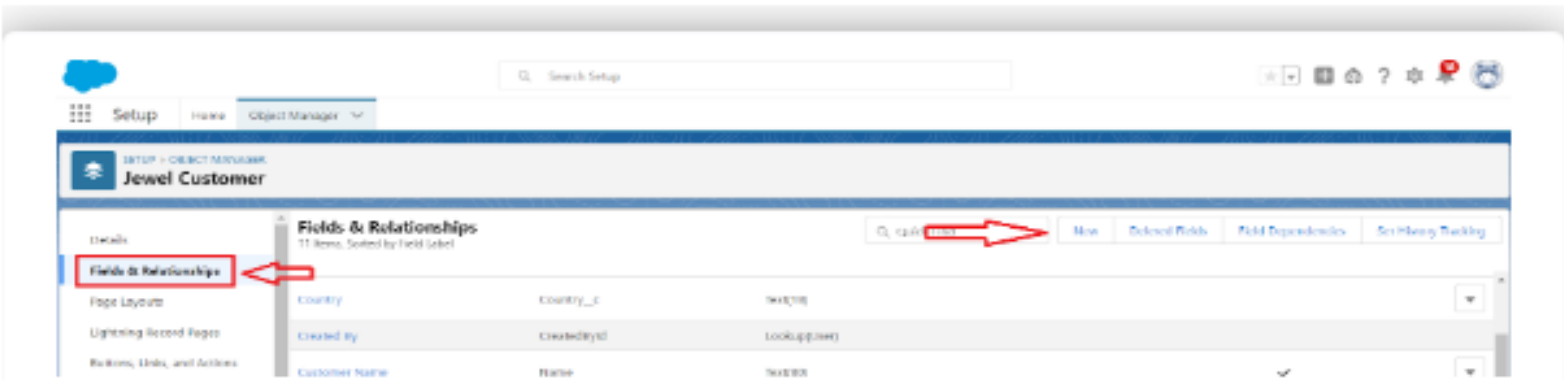 Search Setup
Setup Home Object Manager
SETUP > OBJECT MANAGER
Jewel Customer
Details
Fields & Relationships
Page Layouts
Lightning Record Pages
Buttons, Links, and Actions
Fields & Relationships
11 Items, Sorted by Field Label
New Deleted Fields Field Dependencies Set History Tracking
Country Country__c
Created By CreatedById Lookup(User)
Customer Name Name